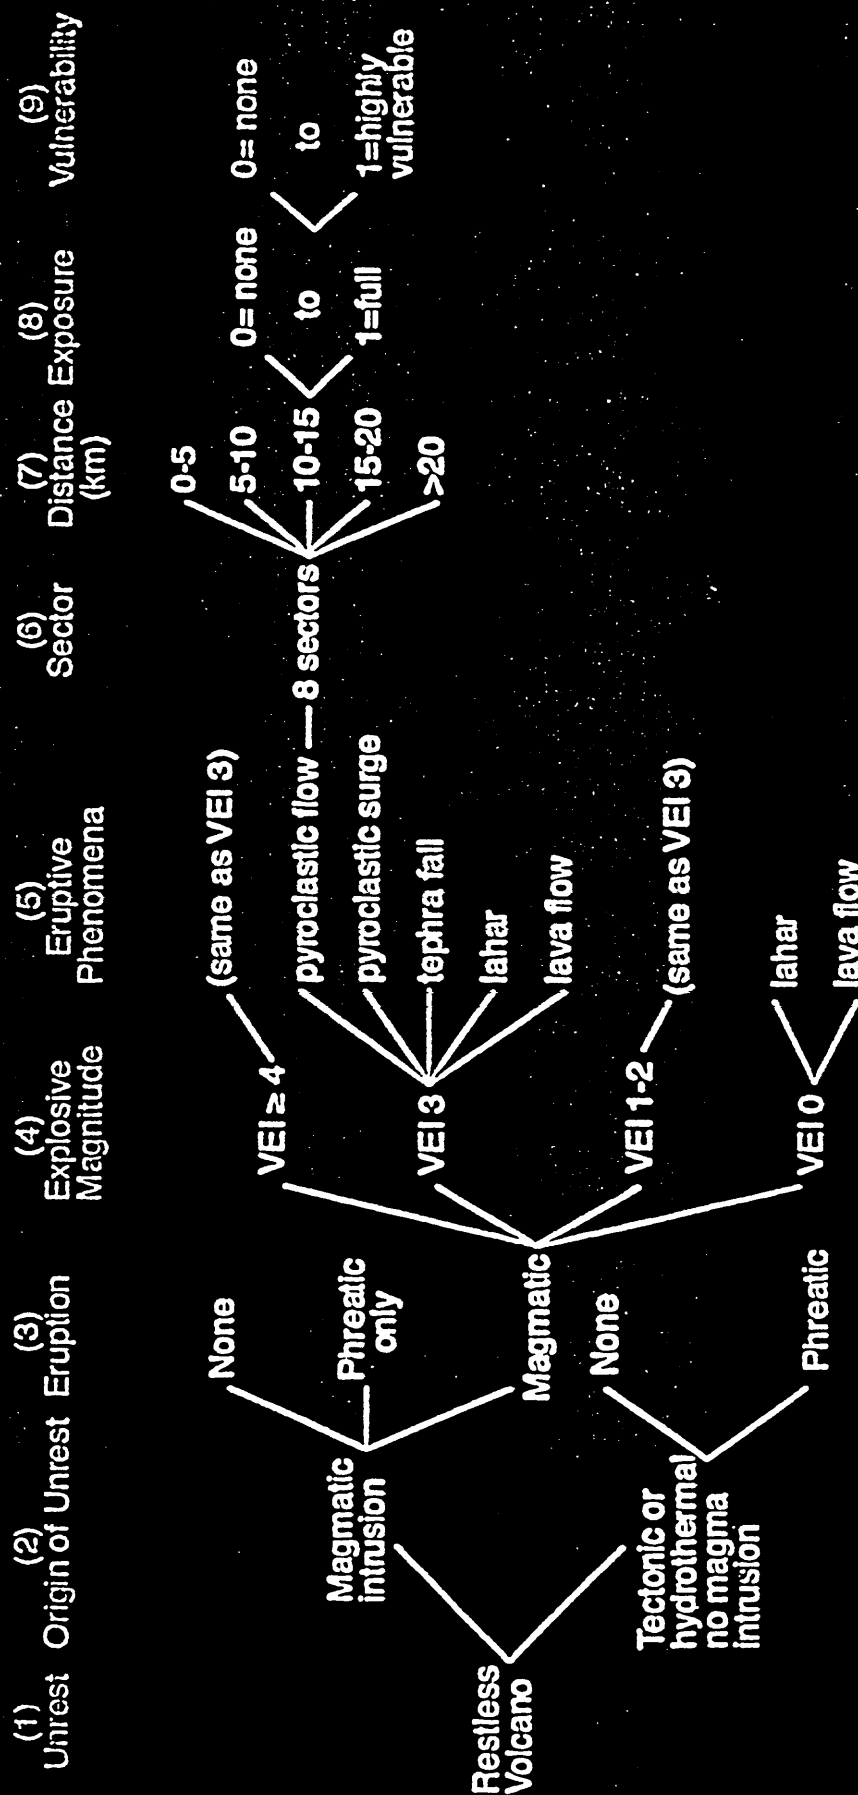 (1)
Unrest
(2)
Origin of Unrest
(3)
Eruption
(4)
Explosive
Magnitude
(5)
Eruptive
Phenomena
(6)
Sector
(7)
Distance
(km)
(8)
Exposure
(9)
Vulnerability
Restless
Volcano
Magmatic
intrusion
Tectonic or
hydrothermal
no magma
intrusion
None
Phreatic
only
Magmatic
None
Phreatic
VEI ≥ 4
VEI 3
VEI 1-2
VEI 0
(same as VEI 3)
pyroclastic flow
pyroclastic surge
tephra fall
lahar
lava flow
(same as VEI 3)
lahar
lava flow
8 sectors
0-5
5-10
10-15
15-20
>20
0= none
to
1=full
0= none
to
1=highly
vulnerable